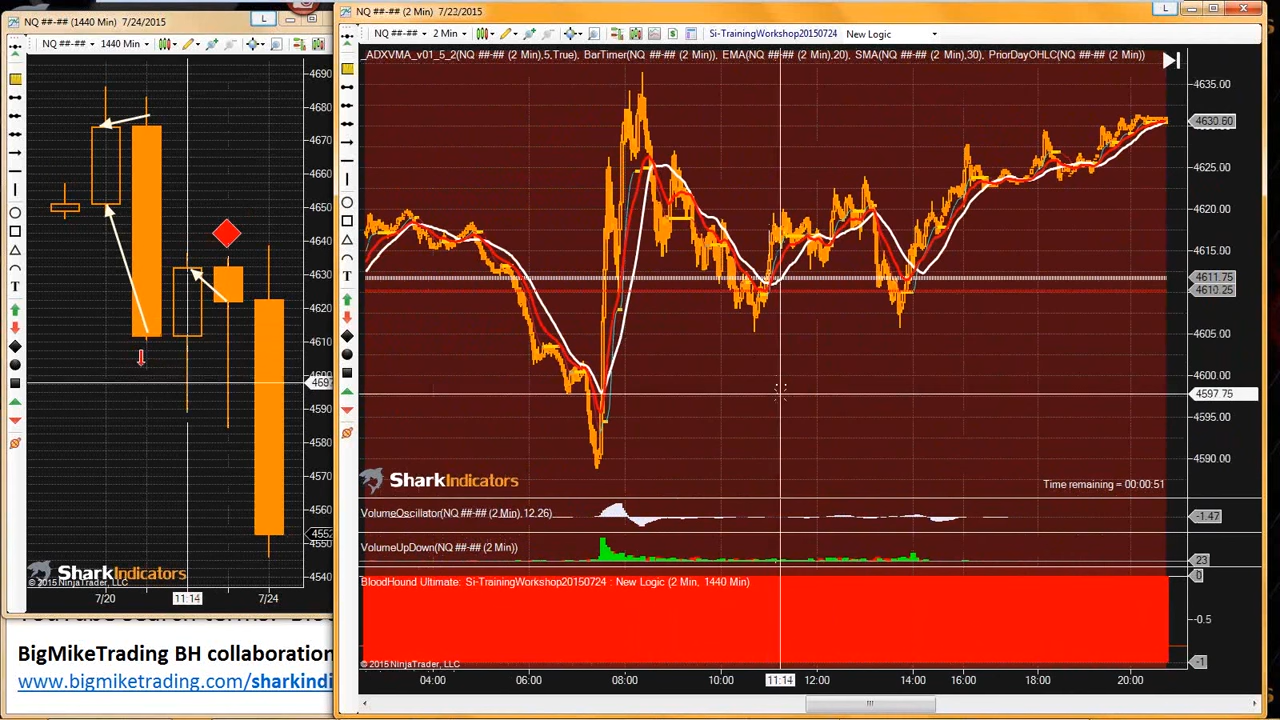 NQ ##-## (1440 Min) 7/24/2015
L
NQ ##-##
1440 Min
T
4690
4680
4670
4660
4650
4640
4630
4620
4610
4697
4590
4580
4570
4560
4552
4550
4540
SharkIndicators
© 2015 NinjaTrader, LLC
7/20
11:14
7/24
BigMikeTrading BH collaboration
www.bigmiketrading.com/sharkindi
NQ ##-## (2 Min) 7/22/2015
L
NQ ##-##
2 Min
Si-TrainingWorkshop20150724
New Logic
_ADXVMA_v01_5_2(NQ ##-## (2 Min),5,True), BarTimer(NQ ##-## (2 Min)), EMA(NQ ##-## (2 Min),20), SMA(NQ ##-## (2 Min),30), PriorDayOHLC(NQ ##-## (2 Min))
T
4635.00
4630.60
4625.00
4620.00
4615.00
4611.75
4610.25
4605.00
4600.00
4597.75
4595.00
4590.00
SharkIndicators
Time remaining = 00:00:51
VolumeOscillator(NQ ##-## (2 Min),12,26)
-1.47
VolumeUpDown(NQ ##-## (2 Min))
23
BloodHound Ultimate: Si-TrainingWorkshop20150724 : New Logic (2 Min, 1440 Min)
0
-0.5
-1
© 2015 NinjaTrader, LLC
04:00
06:00
08:00
10:00
11:14
12:00
14:00
16:00
18:00
20:00